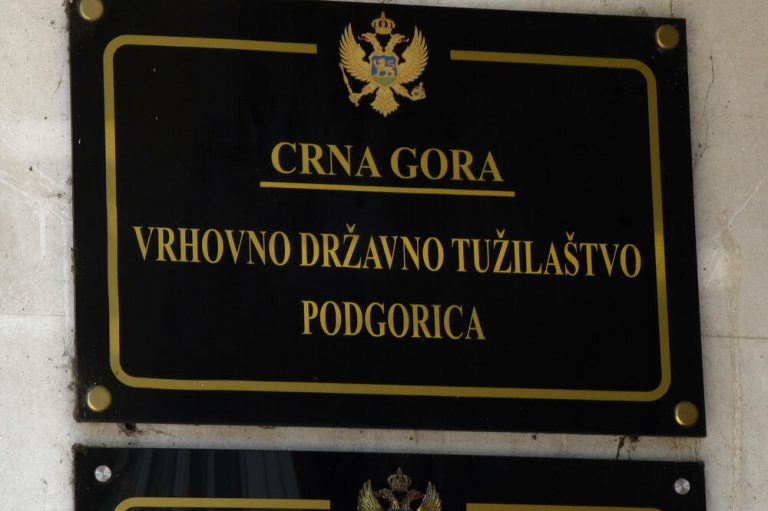 CRNA GORA
VRHOVNO DRŽAVNO TUŽILAŠTVO
PODGORICA